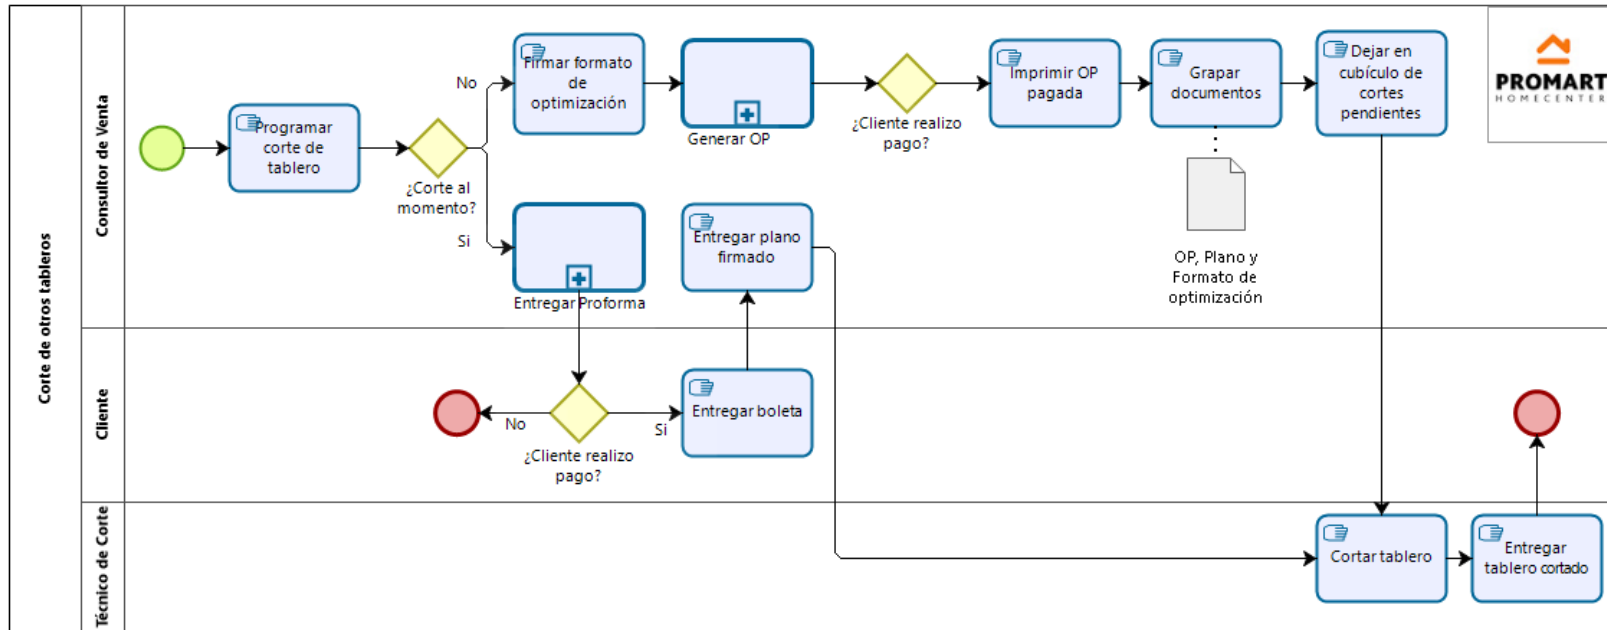 Corte de otros tableros
Consultor de Venta
Programar
corte de
tablero
¿Corte al
momento?
No
Si
Firmar formato
de
optimización
Generar OP
¿Cliente realizo
pago?
Imprimir OP
pagada
Grapar
documentos
OP, Plano y
Formato de
optimización
Dejar en
cubículo de
cortes
pendientes
PROMART
HOMECENTER
Entregar Proforma
Entregar plano
firmado
Cliente
No
¿Cliente realizo
pago?
Si
Entregar boleta
Técnico de Corte
Cortar tablero
Entregar
tablero cortado